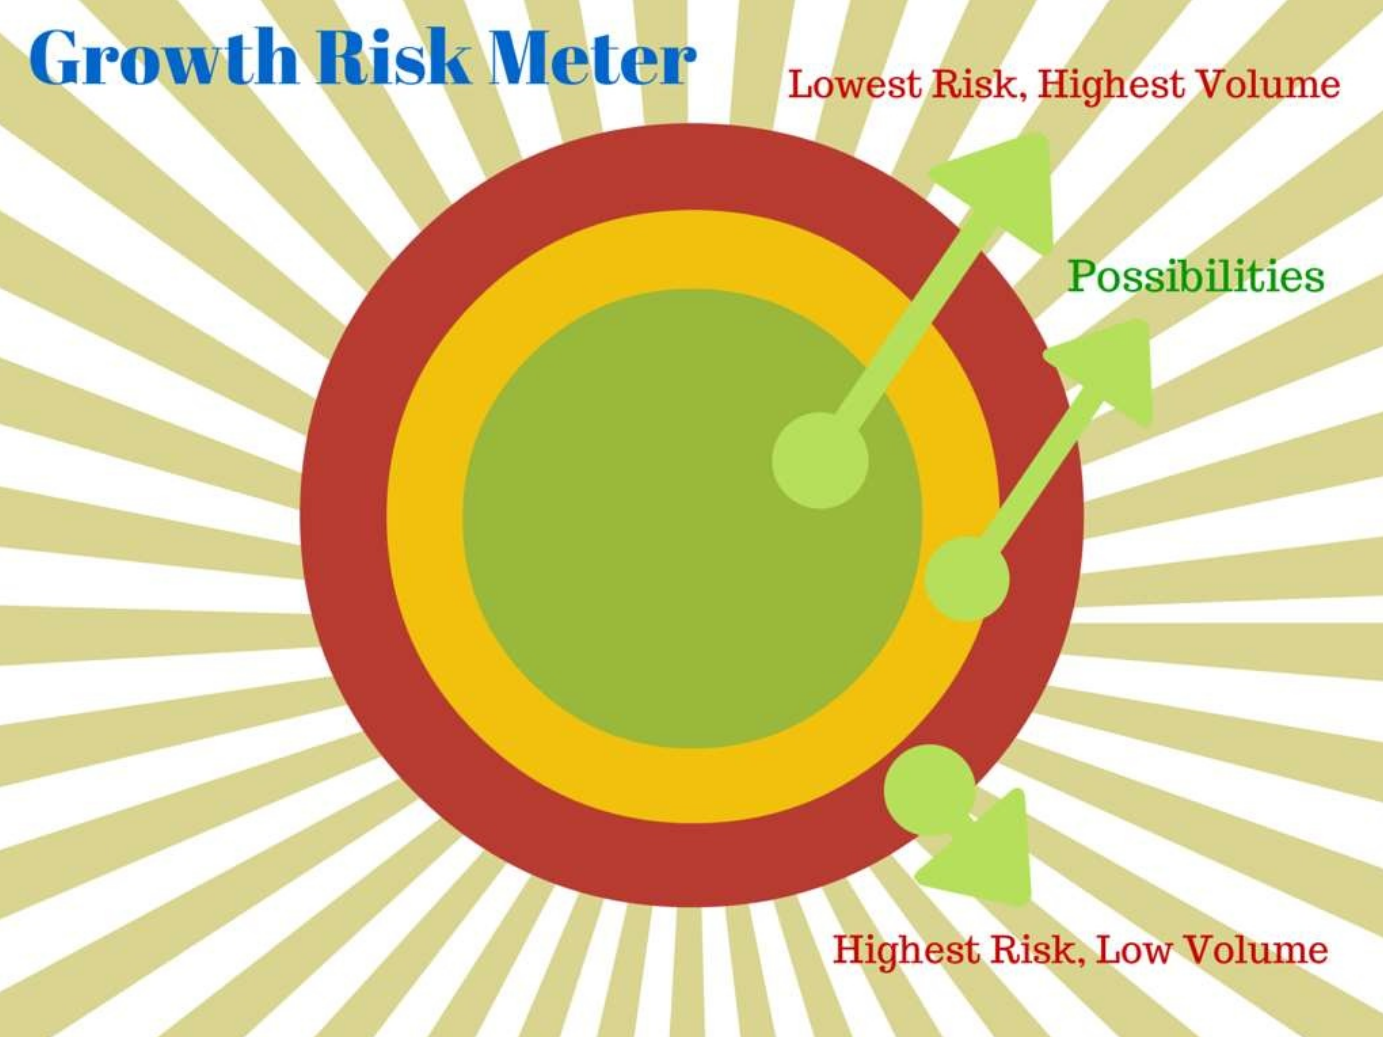 Growth Risk Meter
Lowest Risk, Highest Volume
Possibilities
Highest Risk, Low Volume